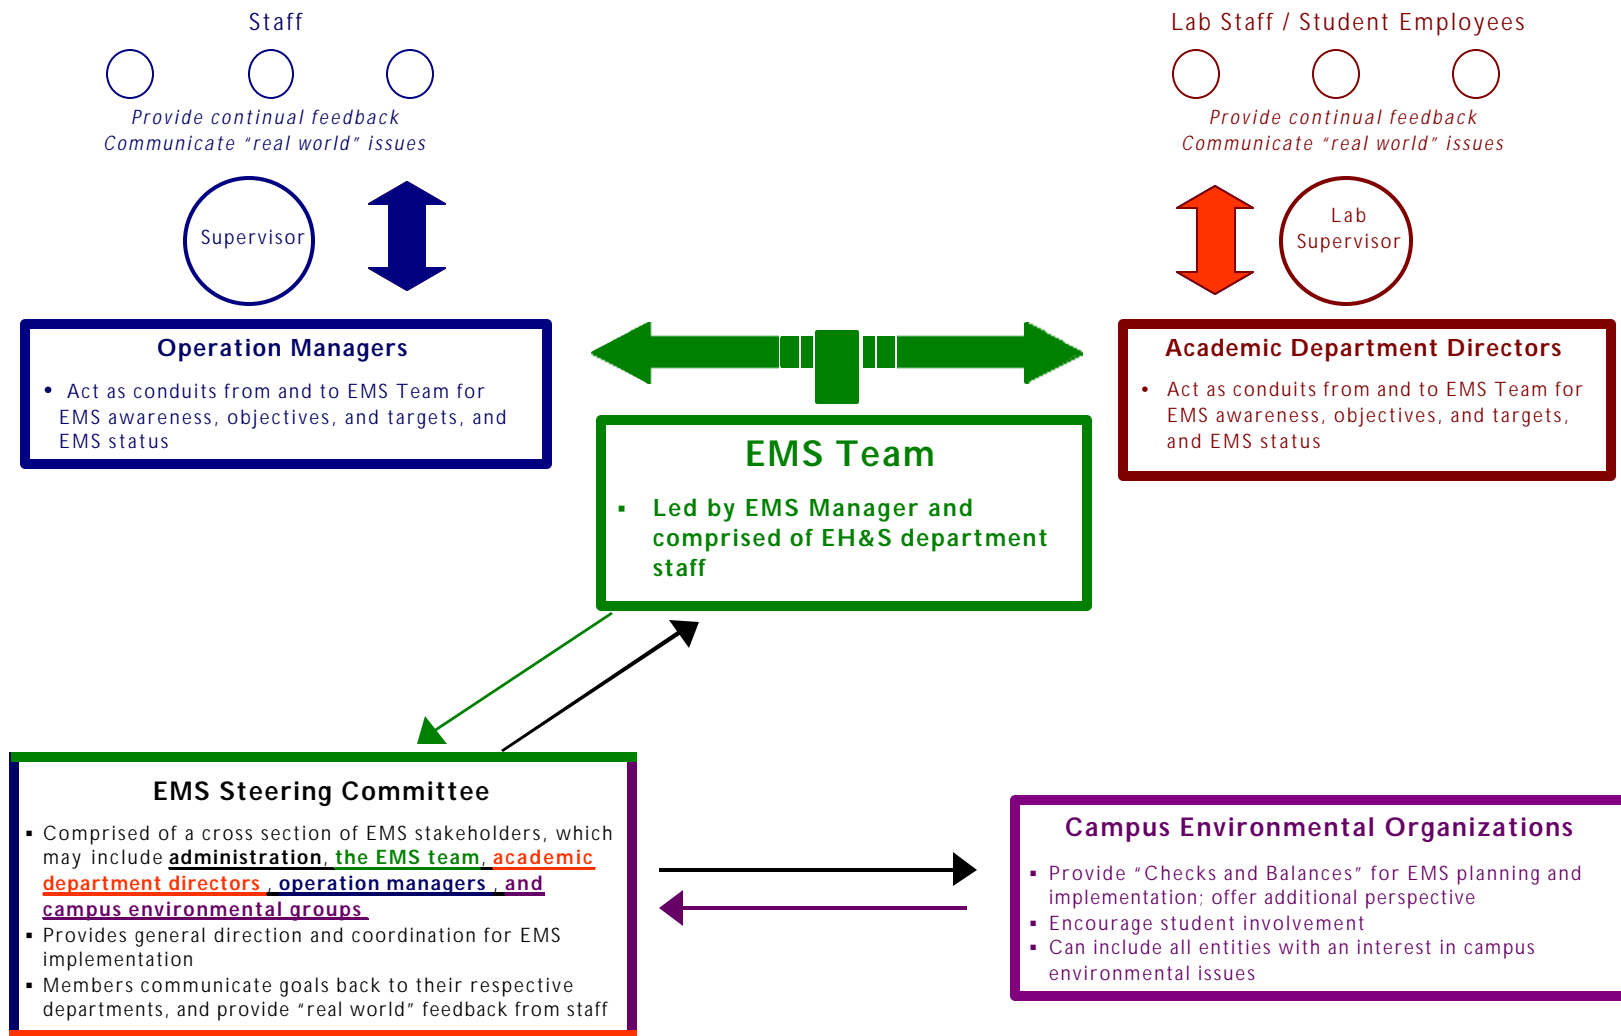 Staff
Provide continual feedback
Communicate “real world” issues
Supervisor
Operation Managers
• Act as conduits from and to EMS Team for
EMS awareness, objectives, and targets, and
EMS status
Lab Staff / Student Employees
Provide continual feedback
Communicate “real world” issues
Lab
Supervisor
Academic Department Directors
• Act as conduits from and to EMS Team for
EMS awareness, objectives, and targets,
and EMS status
EMS Team
▪ Led by EMS Manager and
comprised of EH&S department
staff
EMS Steering Committee
▪ Comprised of a cross section of EMS stakeholders, which
may include administration, the EMS team, academic
department directors , operation managers , and
campus environmental groups
▪ Provides general direction and coordination for EMS
implementation
▪ Members communicate goals back to their respective
departments, and provide “real world” feedback from staff
Campus Environmental Organizations
▪ Provide “Checks and Balances” for EMS planning and
implementation; offer additional perspective
▪ Encourage student involvement
▪ Can include all entities with an interest in campus
environmental issues